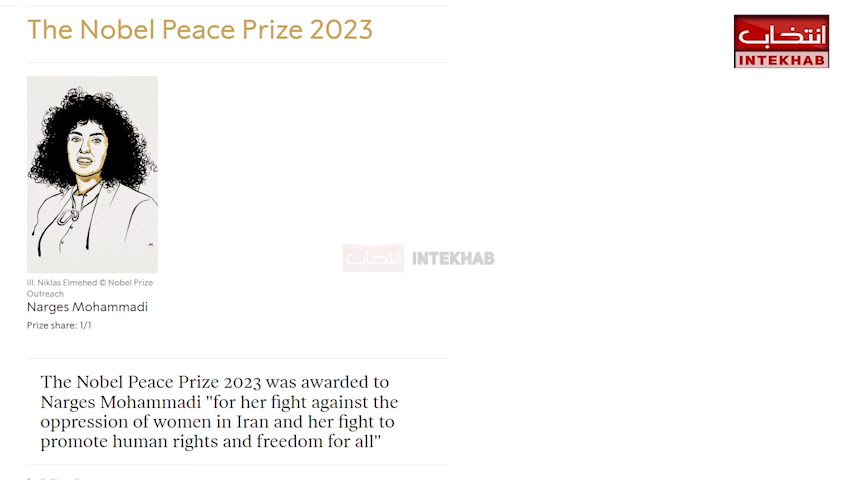 The Nobel Peace Prize 2023
انتخاب
INTEKHAB
انتخاب INTEKHAB
Ill. Niklas Elmehed © Nobel Prize
Outreach
Narges Mohammadi
Prize share: 1/1
The Nobel Peace Prize 2023 was awarded to
Narges Mohammadi "for her fight against the
oppression of women in Iran and her fight to
promote human rights and freedom for all"